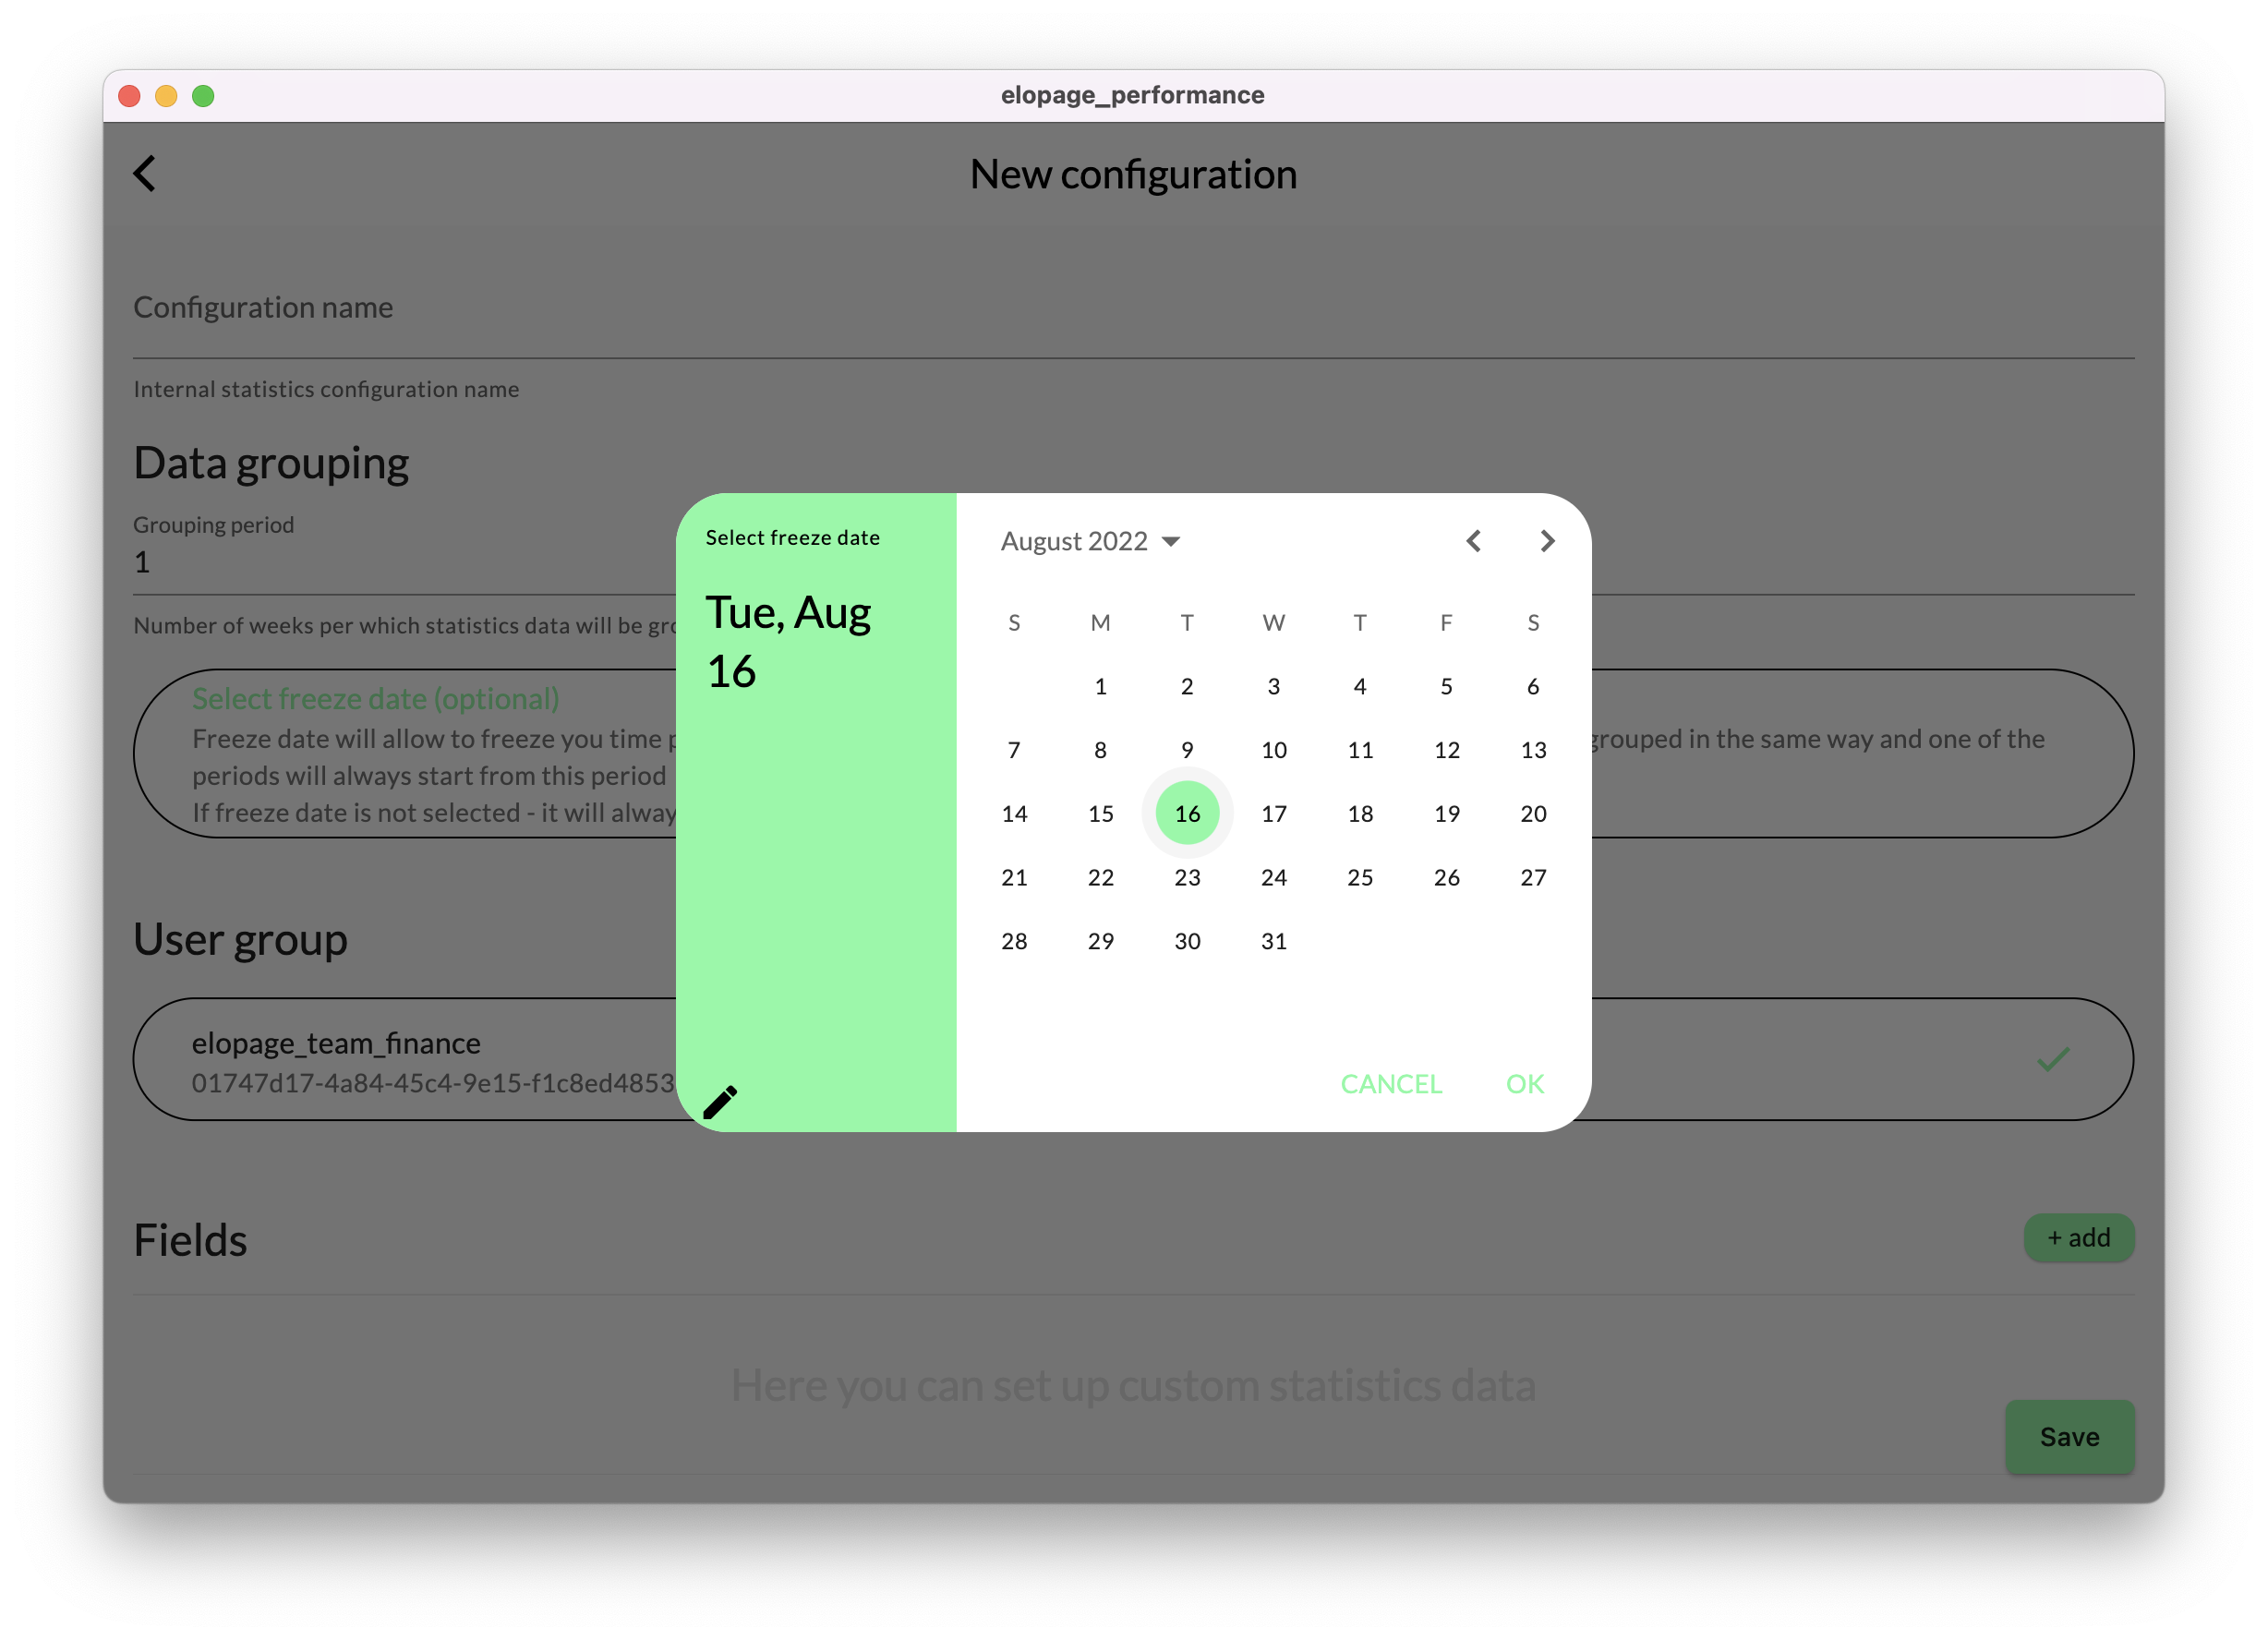 elopage_performance
New configuration
Configuration name
Internal statistics configuration name
Data grouping
Grouping period
1
Number of weeks per which statistics data will be
Select freeze date (optional)
Freeze date will allow to freeze you time
grouped in the same way and one of the
periods will always start from this period
If freeze date is not selected - it will
User group
elopage_team_finance
01747d17-4a84-45c4-9e15-f1c8ed4853
Fields
+ add
Here you can set up custom statistics data
Save
Select freeze date
Tue, Aug
16
August 2022
S M T W T F S
1 2 3 4 5 6
7 8 9 10 11 12 13
14 15 16 17 18 19 20
21 22 23 24 25 26 27
28 29 30 31
CANCEL OK